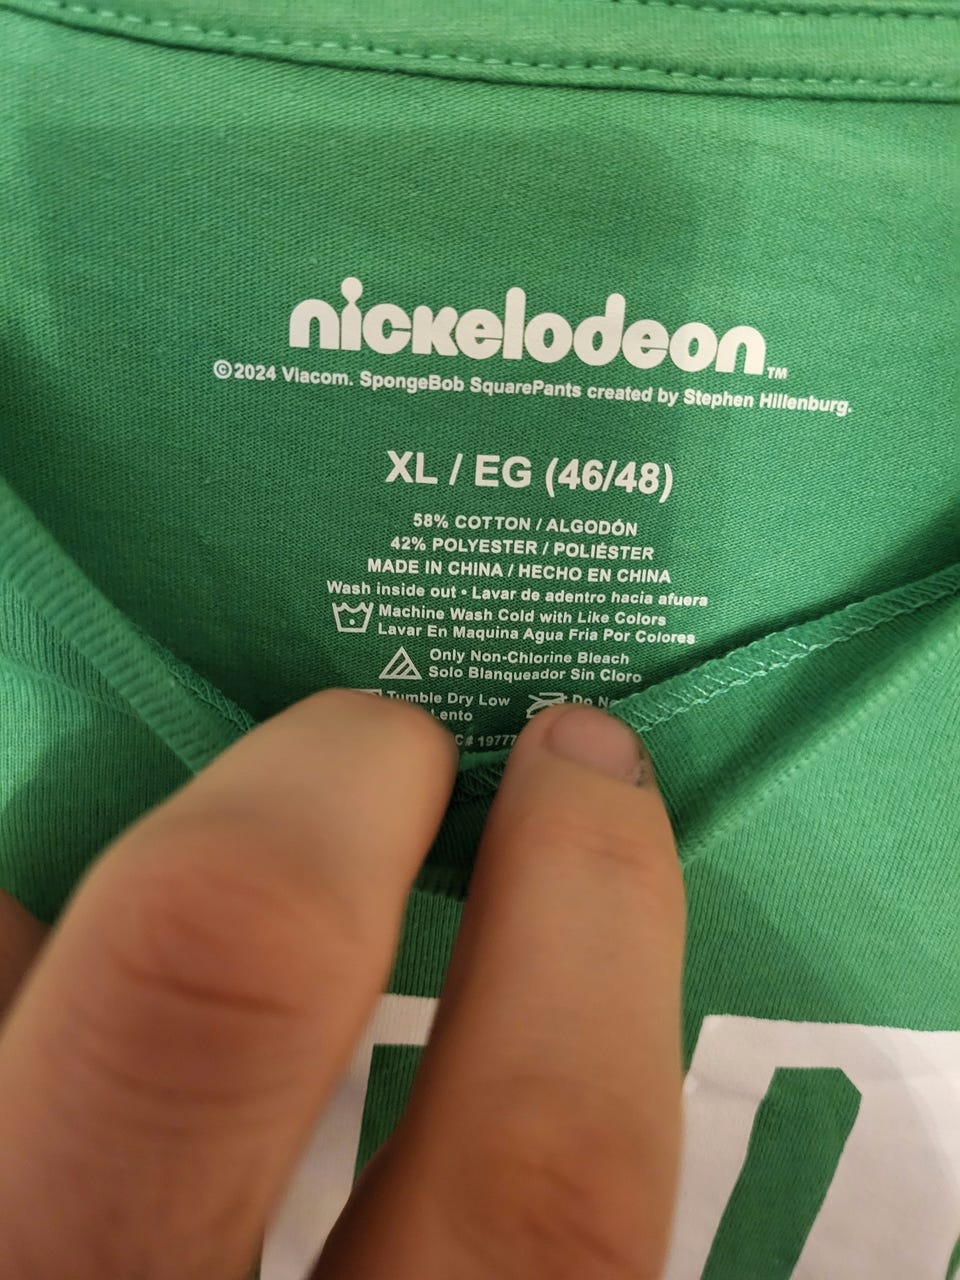 nickelodeon™
©2024 Viacom. SpongeBob SquarePants created by Stephen Hillenburg.
XL / EG (46/48)
58% COTTON / ALGODÓN
42% POLYESTER / POLIÉSTER
MADE IN CHINA / HECHO EN CHINA
Wash inside out • Lavar de adentro hacia afuera
Machine Wash Cold with Like Colors
Lavar En Maquina Agua Fria Por Colores
Only Non-Chlorine Bleach
Solo Blanqueador Sin Cloro
Tumble Dry Low Do
Lento
C# 19777